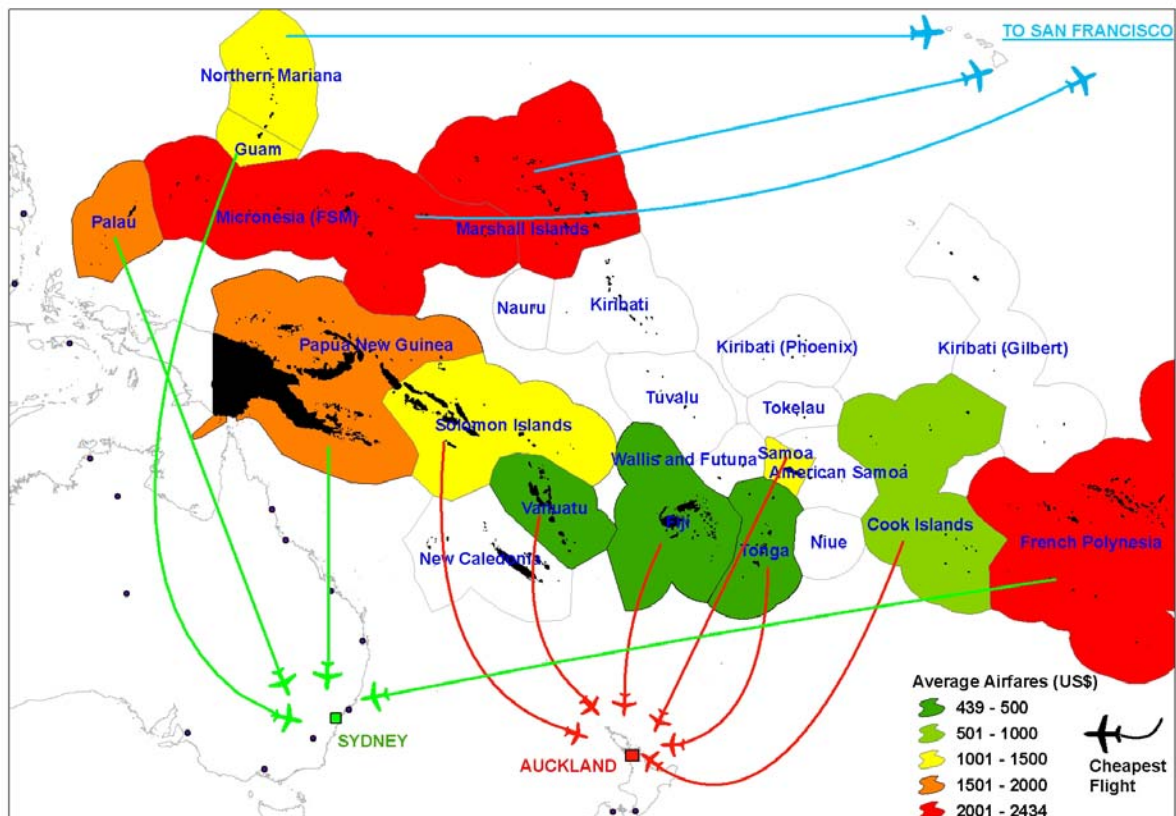 TO SAN FRANCISCO
Northern Mariana
Guam
Palau
Micronesia (FSM)
Marshall Islands
Nauru
Kiribati
Papua New Guinea
Kiribati (Phoenix)
Kiribati (Gilbert)
Tuvalu
Tokelau
Solomon Islands
Wallis and Futuna
Samoa
American Samoa
Vanuatu
Fiji
Tonga
Niue
Cook Islands
French Polynesia
New Caledonia
SYDNEY
AUCKLAND
Average Airfares (US$)
439 - 500
501 - 1000
1001 - 1500
1501 - 2000
2001 - 2434
Cheapest
Flight